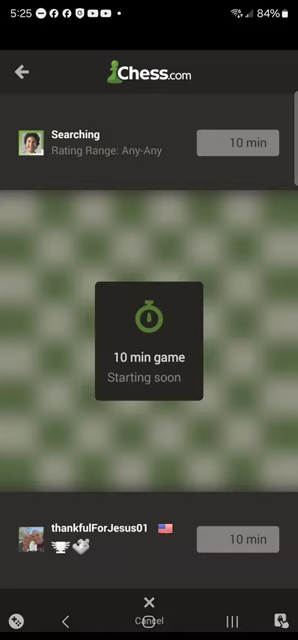 5:25
84%
Chess.com
Searching
Rating Range: Any-Any
10 min
10 min game
Starting soon
thankfulForJesus01
10 min
Cancel